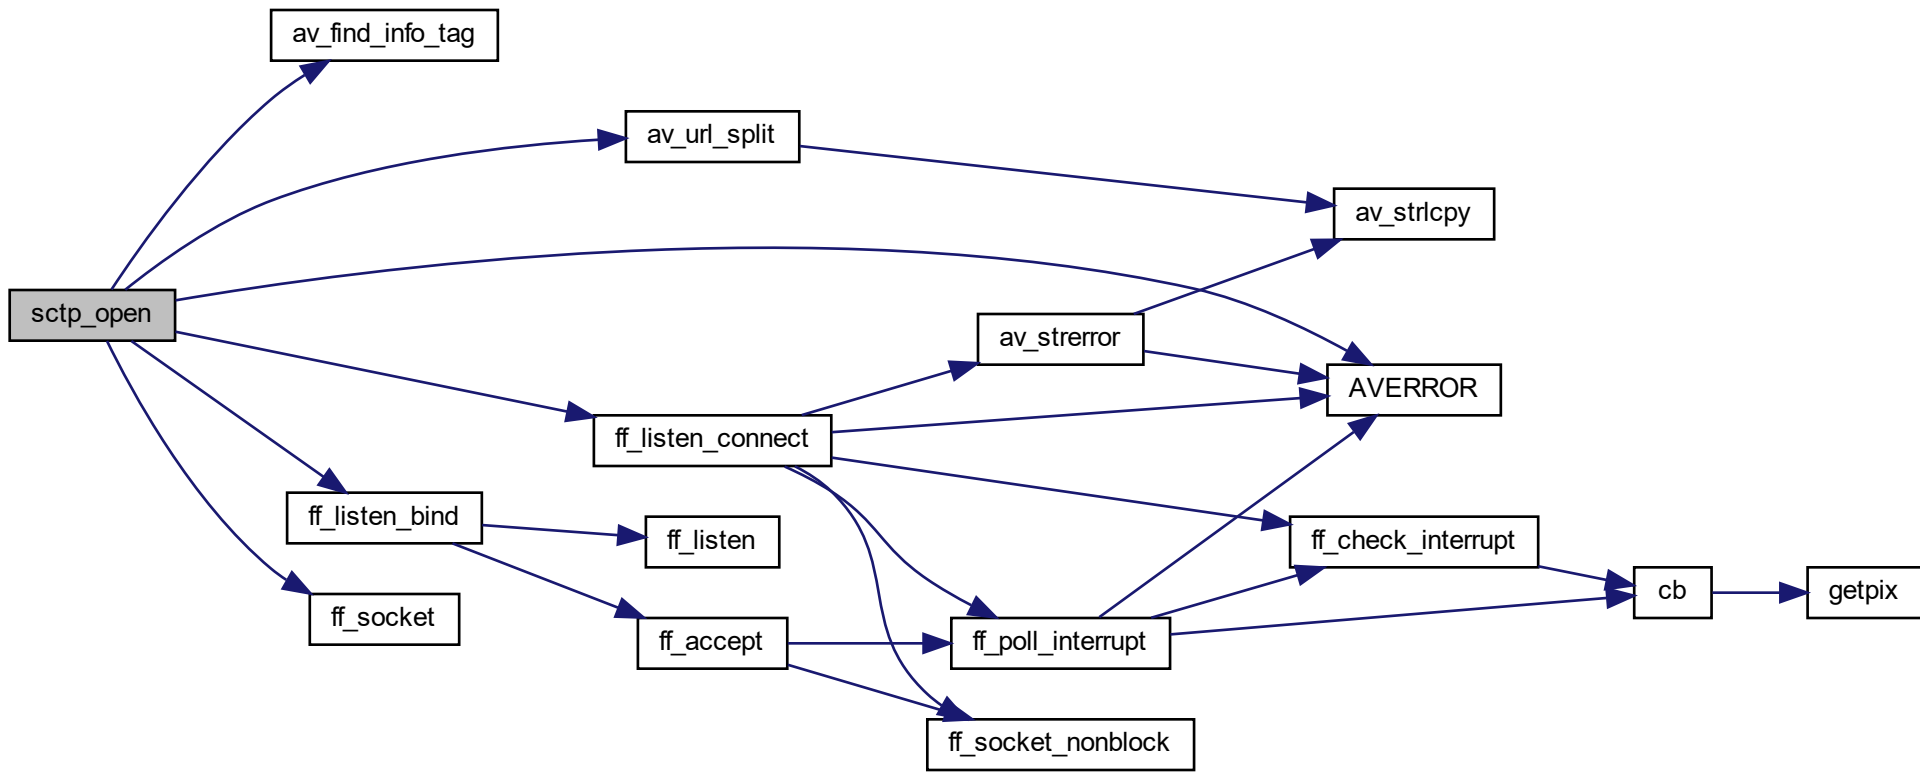 av_find_info_tag
av_url_split
av_strlcpy
sctp_open
av_strerror
AVERROR
ff_listen_connect
ff_listen_bind
ff_listen
ff_check_interrupt
cb
getpix
ff_socket
ff_accept
ff_poll_interrupt
ff_socket_nonblock